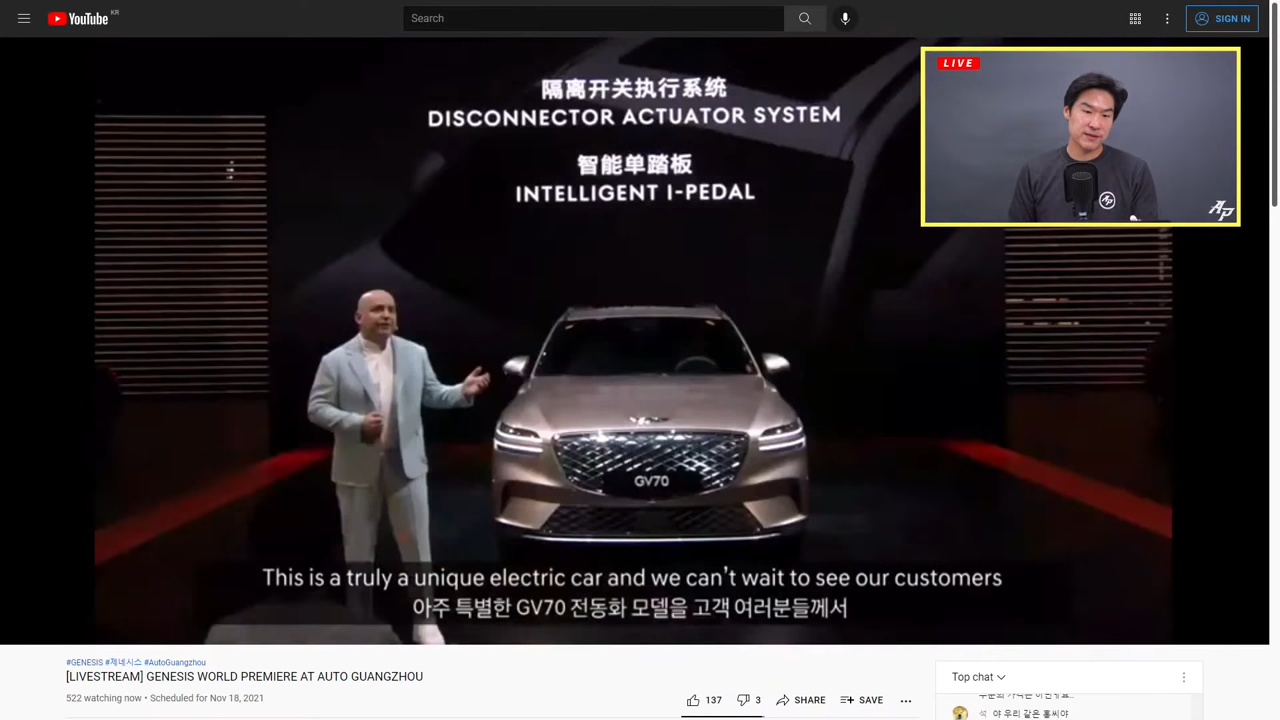 YouTube KR
Search
SIGN IN
LIVE
隔离开关执行系统
DISCONNECTOR ACTUATOR SYSTEM
智能单踏板
INTELLIGENT I-PEDAL
AP
AP
GV70
This is a truly a unique electric car and we can't wait to see our customers
아주 특별한 GV70 전동화 모델을 고객 여러분들께서
#GENESIS #제네시스 #AutoGuangzhou
[LIVESTREAM] GENESIS WORLD PREMIERE AT AUTO GUANGZHOU
522 watching now • Scheduled for Nov 18, 2021
137
3
SHARE
SAVE
Top chat
석 야 우리 같은 홍씨야